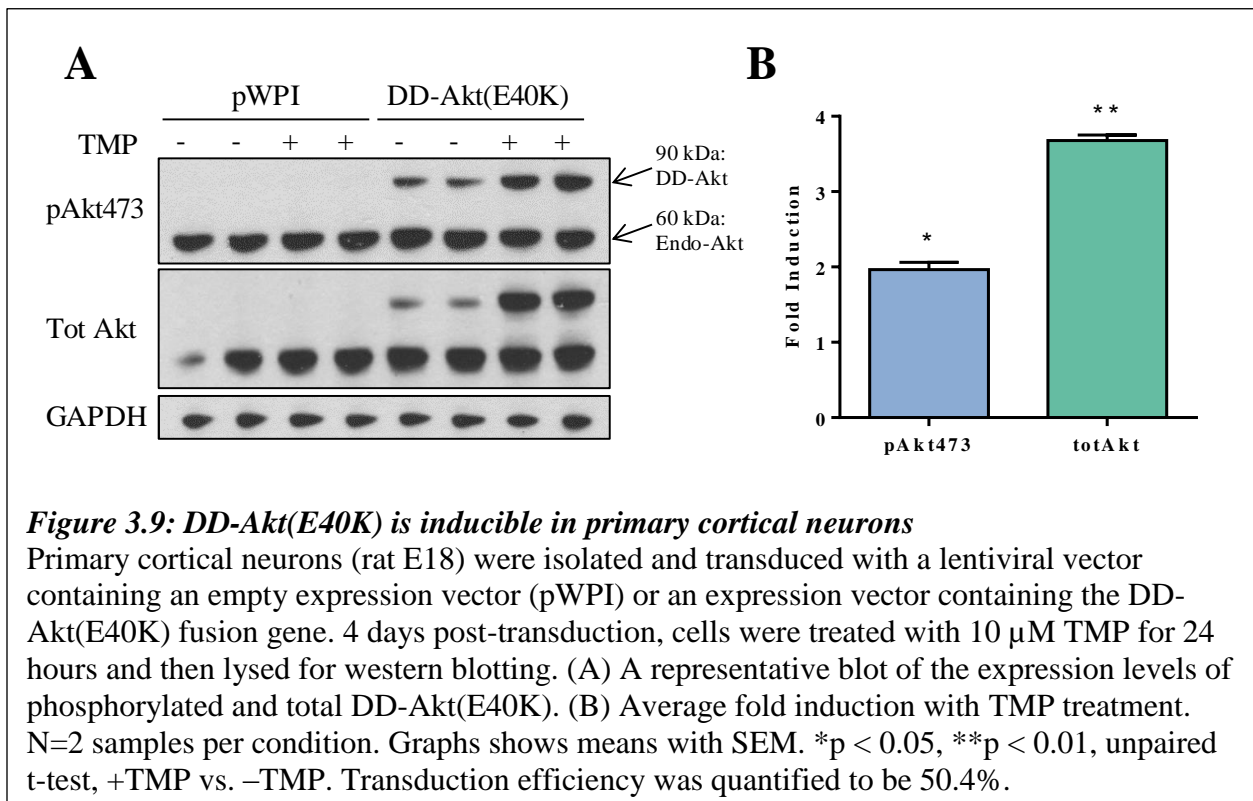 A
pWPI DD-Akt(E40K)
TMP - - + + - - + +
pAkt473
90 kDa:
DD-Akt
60 kDa:
Endo-Akt
Tot Akt
GAPDH
B
Fold Induction
4
3
2
1
0
*
**
pAkt473 totAkt
Figure 3.9: DD-Akt(E40K) is inducible in primary cortical neurons
Primary cortical neurons (rat E18) were isolated and transduced with a lentiviral vector
containing an empty expression vector (pWPI) or an expression vector containing the DD-
Akt(E40K) fusion gene. 4 days post-transduction, cells were treated with 10 µM TMP for 24
hours and then lysed for western blotting. (A) A representative blot of the expression levels of
phosphorylated and total DD-Akt(E40K). (B) Average fold induction with TMP treatment.
N=2 samples per condition. Graphs shows means with SEM. *p < 0.05, **p < 0.01, unpaired
t-test, +TMP vs. –TMP. Transduction efficiency was quantified to be 50.4%.